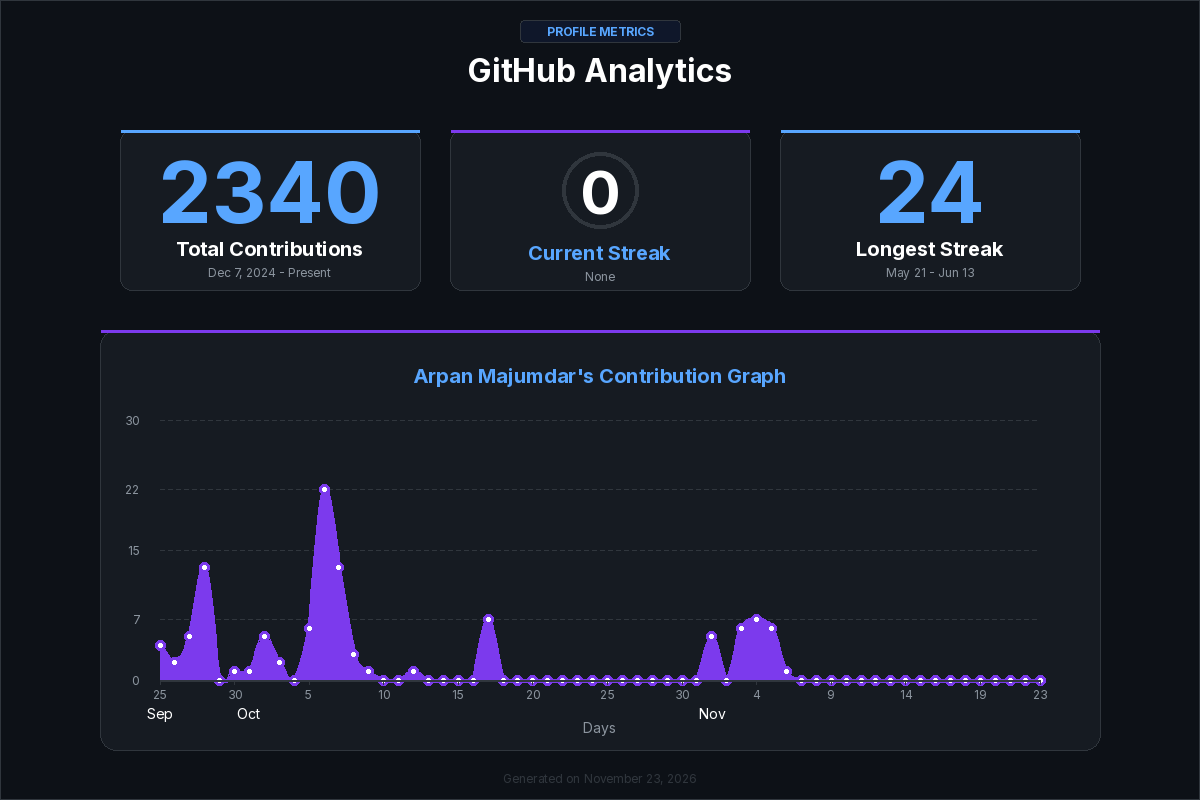 PROFILE METRICS
GitHub Analytics
2340
Total Contributions
Dec 7, 2024 - Present
0
Current Streak
None
24
Longest Streak
May 21 - Jun 13
Arpan Majumdar's Contribution Graph
30
22
15
7
0
25 30 5 10 15 20 25 30 4 9 14 19 23
Sep Oct Nov
Days
Generated on November 23, 2026